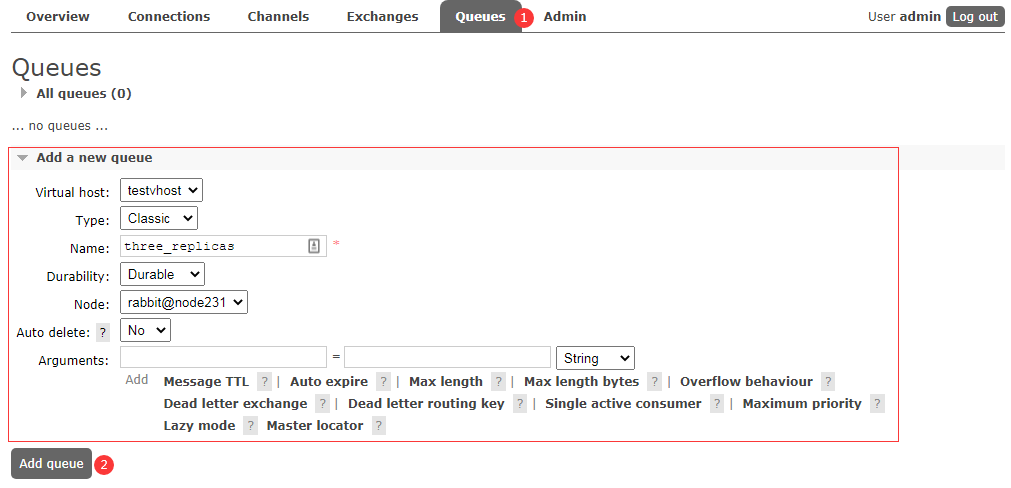 Overview Connections Channels Exchanges Queues 1 Admin User admin Log out
Queues
All queues (0)
... no queues ...
Add a new queue
Virtual host: testvhost
Type: Classic
Name: three_replicas *
Durability: Durable
Node: rabbit@node231
Auto delete: ? No
Arguments: = String
Add Message TTL ? | Auto expire ? | Max length ? | Max length bytes ? | Overflow behaviour ?
Dead letter exchange ? | Dead letter routing key ? | Single active consumer ? | Maximum priority ?
Lazy mode ? Master locator ?
Add queue 2